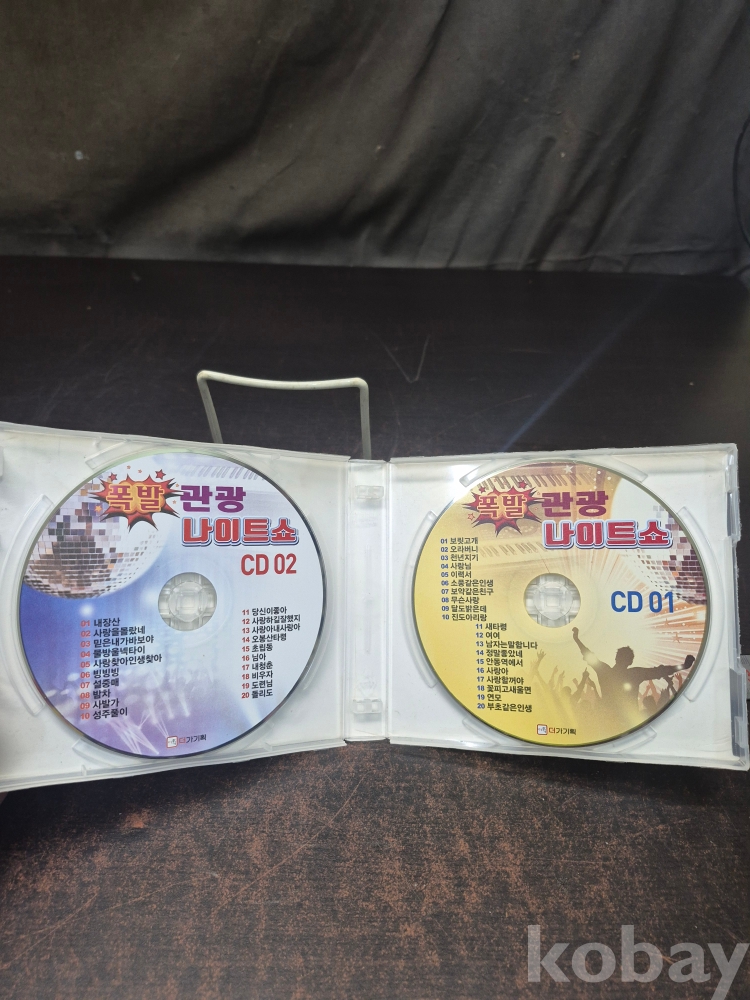 폭발 관광
나이트쇼
CD 02
01 내장산
02 사랑을몰랐네
03 믿은내가바보야
04 물방울넥타이
05 사랑찾아인생찾아
06 빙빙빙
07 설중매
08 밤차
09 사발가
10 성주풀이
11 당신이좋아
12 사랑하길잘했지
13 사랑아내사랑아
14 오봉산타령
15 초립동
16 님아
17 내청춘
18 비우자
19 도련님
20 돌리도
더가기획
폭발 관광
나이트쇼
CD 01
01 보릿고개
02 오라버니
03 천년지기
04 사랑님
05 이력서
06 소풍같은인생
07 보약같은친구
08 무슨사랑
09 달도밝은데
10 진도아리랑
11 새타령
12 여여
13 남자는말합니다
14 정말좋았네
15 안동역에서
16 사랑아
17 사랑할꺼야
18 꽃피고새울면
19 연모
20 부초같은인생
더가기획
kobay